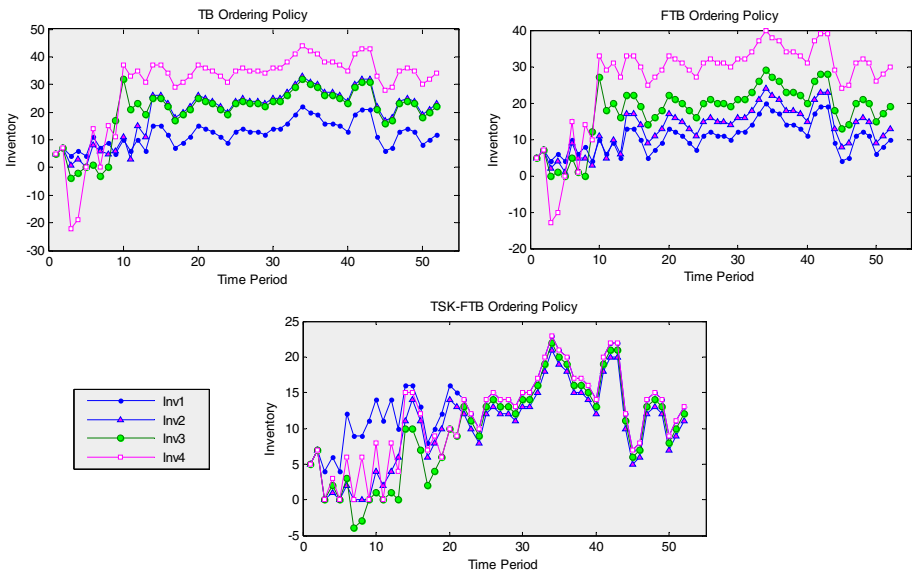 TB Ordering Policy
50
40
30
20
10
0
-10
-20
-30
Inventory
0 10 20 30 40 50
Time Period
FTB Ordering Policy
40
30
20
10
0
-10
-20
Inventory
0 10 20 30 40 50
Time Period
TSK-FTB Ordering Policy
25
20
15
10
5
0
-5
Inventory
0 10 20 30 40 50
Time Period
Inv1
Inv2
Inv3
Inv4